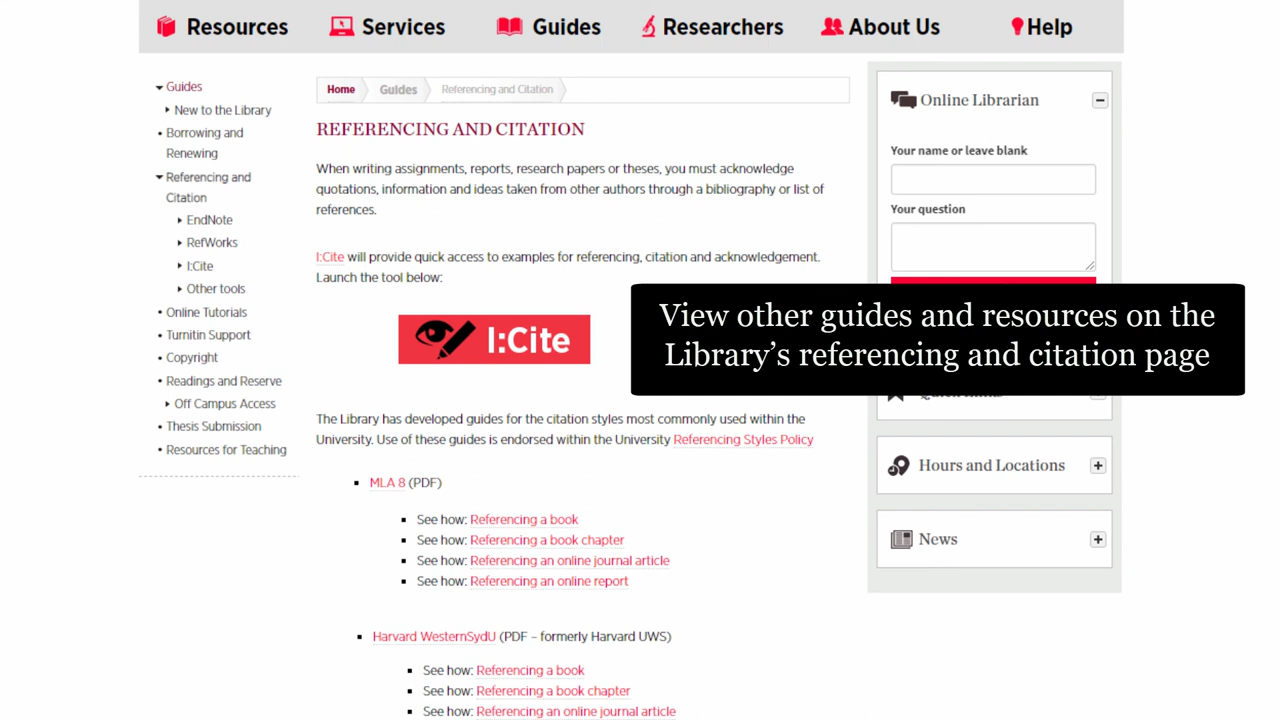 Resources
Services
Guides
Researchers
About Us
Help
Guides
New to the Library
Borrowing and
Renewing
Referencing and
Citation
EndNote
RefWorks
I:Cite
Other tools
Online Tutorials
Turnitin Support
Copyright
Readings and Reserve
Off Campus Access
Thesis Submission
Resources for Teaching
Home
Guides
Referencing and Citation
REFERENCING AND CITATION
When writing assignments, reports, research papers or theses, you must acknowledge
quotations, information and ideas taken from other authors through a bibliography or list of
references.
I:Cite will provide quick access to examples for referencing, citation and acknowledgement.
Launch the tool below:
I:Cite
The Library has developed guides for the citation styles most commonly used within the
University. Use of these guides is endorsed within the University Referencing Styles Policy
MLA 8 (PDF)
See how: Referencing a book
See how: Referencing a book chapter
See how: Referencing an online journal article
See how: Referencing an online report
Harvard WesternSydU (PDF – formerly Harvard UWS)
See how: Referencing a book
See how: Referencing a book chapter
See how: Referencing an online journal article
Online Librarian
Your name or leave blank
Your question
View other guides and resources on the
Library’s referencing and citation page
Hours and Locations
News